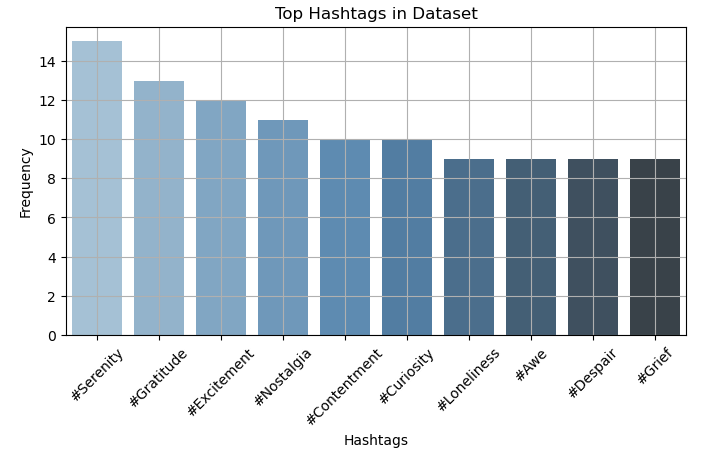 Top Hashtags in Dataset
Frequency
14
12
10
8
6
4
2
0
#Serenity
#Gratitude
#Excitement
#Nostalgia
#Contentment
#Curiosity
#Loneliness
#Awe
#Despair
#Grief
Hashtags